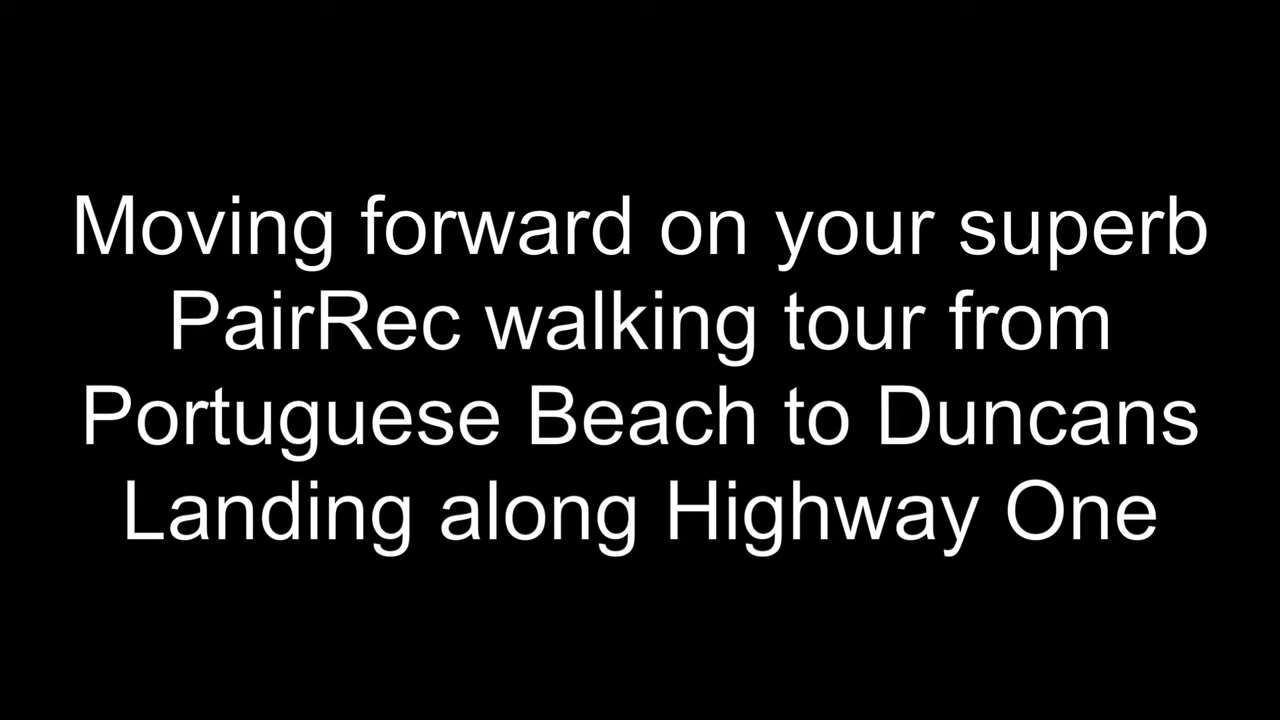 Moving forward on your superb
PairRec walking tour from
Portuguese Beach to Duncans
Landing along Highway One